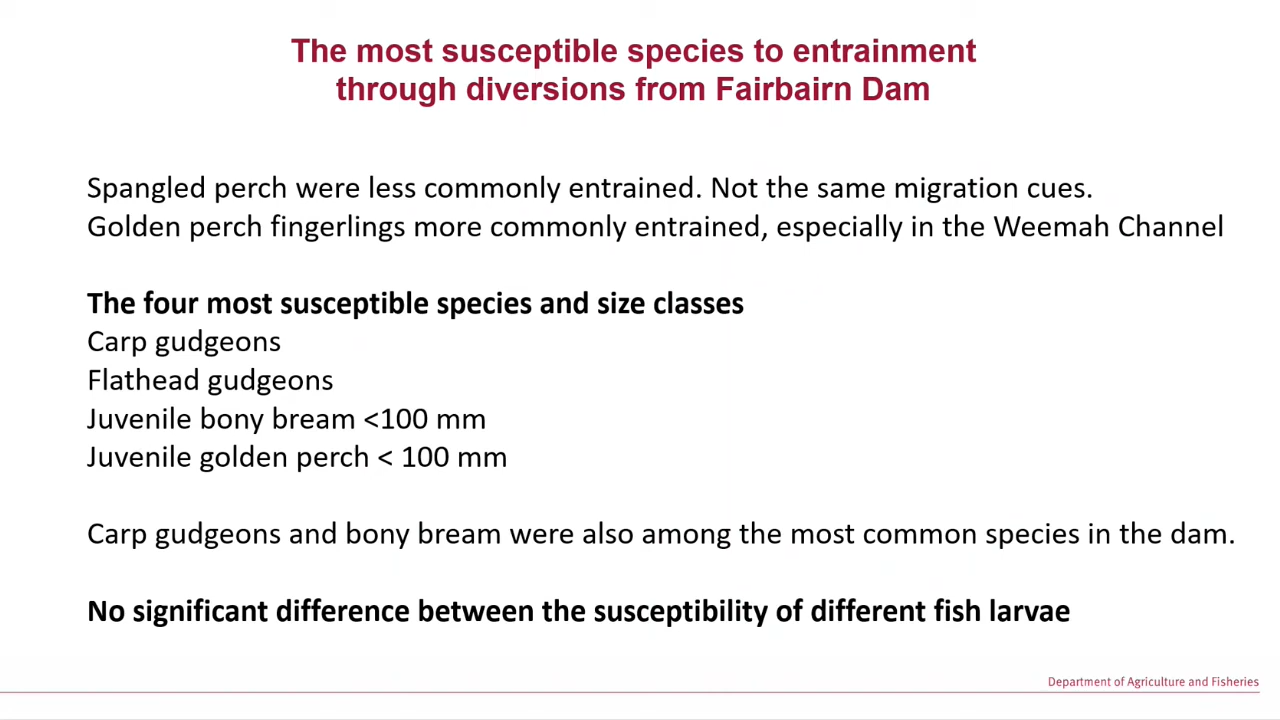 The most susceptible species to entrainment
through diversions from Fairbairn Dam
Spangled perch were less commonly entrained. Not the same migration cues.
Golden perch fingerlings more commonly entrained, especially in the Weemah Channel
The four most susceptible species and size classes
Carp gudgeons
Flathead gudgeons
Juvenile bony bream <100 mm
Juvenile golden perch < 100 mm
Carp gudgeons and bony bream were also among the most common species in the dam.
No significant difference between the susceptibility of different fish larvae
Department of Agriculture and Fisheries